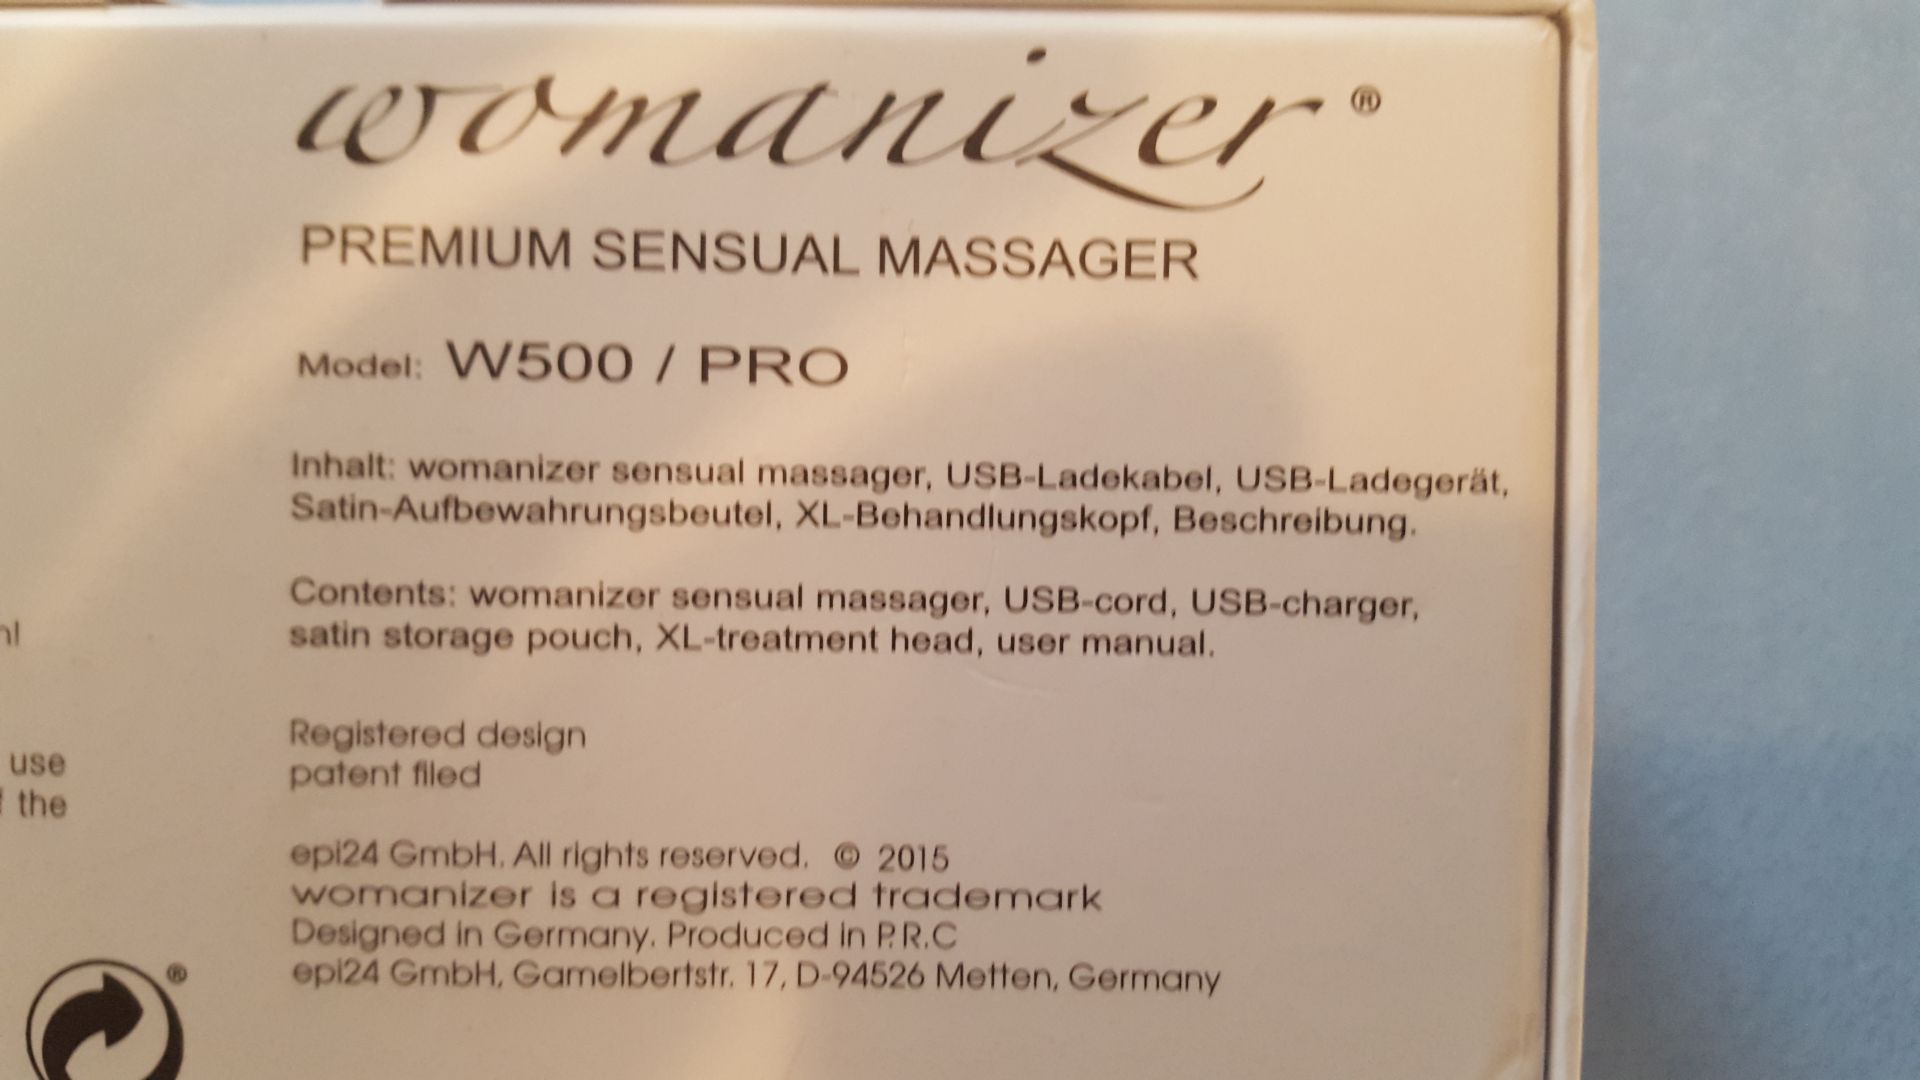 womanizer®
PREMIUM SENSUAL MASSAGER
Model: W500 / PRO
Inhalt: womanizer sensual massager, USB-Ladekabel, USB-Ladegerät,
Satin-Aufbewahrungsbeutel, XL-Behandlungskopf, Beschreibung.
Contents: womanizer sensual massager, USB-cord, USB-charger,
satin storage pouch, XL-treatment head, user manual.
Registered design
patent filed
epi24 GmbH. All rights reserved. © 2015
womanizer is a registered trademark
Designed in Germany. Produced in P.R.C
epi24 GmbH, Gamelbertstr. 17, D-94526 Metten, Germany
use
the
®